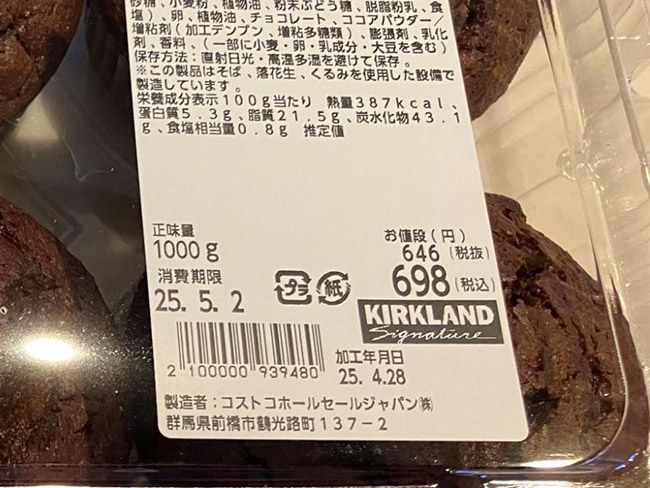 砂糖、小麦粉、植物油、粉末ぶどう糖、脱脂粉乳、食
塩)、卵、植物油、チョコレート、ココアパウダー/
増粘剤(加工デンプン、増粘多糖類)、膨張剤、乳化
剤、香料、(一部に小麦・卵・乳成分・大豆を含む)
保存方法:直射日光・高温多湿を避けて保存。
※この製品はそば、落花生、くるみを使用した設備で
製造しています。
栄養成分表示100g当たり 熱量387kcal、
蛋白質5.3g、脂質21.5g、炭水化物43.1
g、食塩相当量0.8g 推定値
正味量
1000g
お値段(円)
646(税抜)
698(税込)
消費期限
25.5.2
プラ
紙
KIRKLAND
Signature
2 100000 939480
加工年月日
25.4.28
製造者:コストコホールセールジャパン㈱
群馬県前橋市鶴光路町137-2